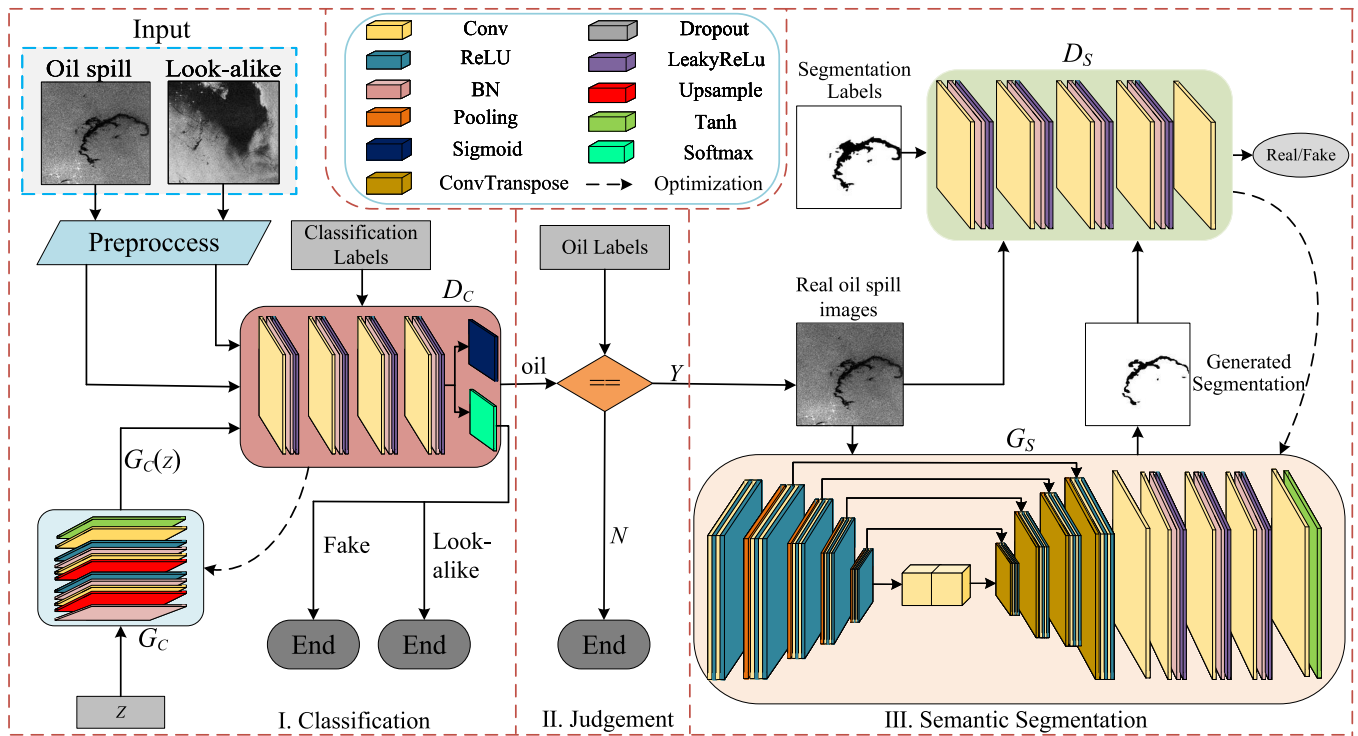 Input
Oil spill
Look-alike
Preproccess
Conv
ReLU
BN
Pooling
Sigmoid
ConvTranspose
Dropout
LeakyReLu
Upsample
Tanh
Softmax
Optimization
Classification
Labels
D_C
G_C(z)
G_C
z
Fake
Look-
alike
End
End
I. Classification
Oil Labels
oil
==
Y
N
End
II. Judgement
Segmentation
Labels
D_S
Real/Fake
Real oil spill
images
Generated
Segmentation
G_S
III. Semantic Segmentation